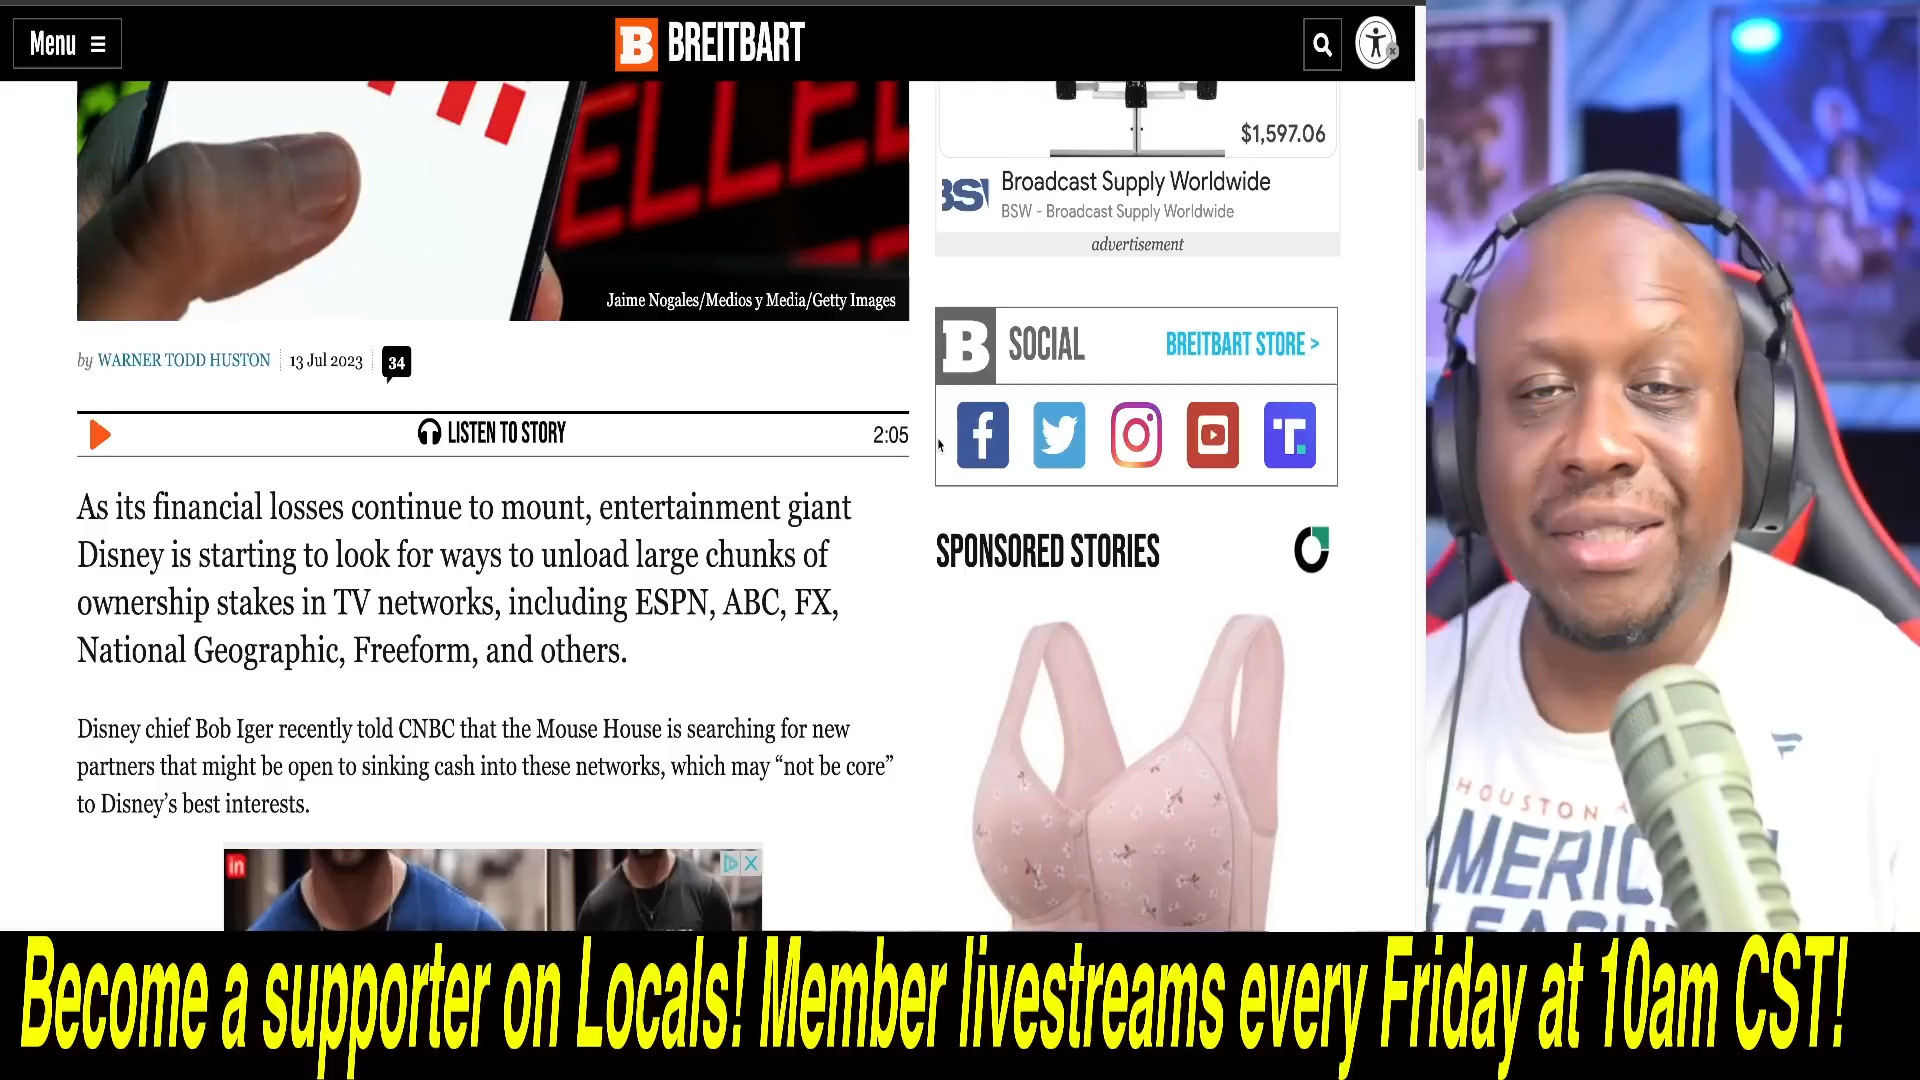 Menu
BREITBART
ELLED
Jaime Nogales/Medios y Media/Getty Images
by WARNER TODD HUSTON
13 Jul 2023
34
LISTEN TO STORY
2:05
As its financial losses continue to mount, entertainment giant
Disney is starting to look for ways to unload large chunks of
ownership stakes in TV networks, including ESPN, ABC, FX,
National Geographic, Freeform, and others.
Disney chief Bob Iger recently told CNBC that the Mouse House is searching for new
partners that might be open to sinking cash into these networks, which may “not be core”
to Disney’s best interests.
in
$1,597.06
BSW
Broadcast Supply Worldwide
BSW - Broadcast Supply Worldwide
advertisement
B SOCIAL
BREITBART STORE >
SPONSORED STORIES
HOUSTON
AMERIC
LEAGU
Become a supporter on Locals! Member livestreams every Friday at 10am CST!